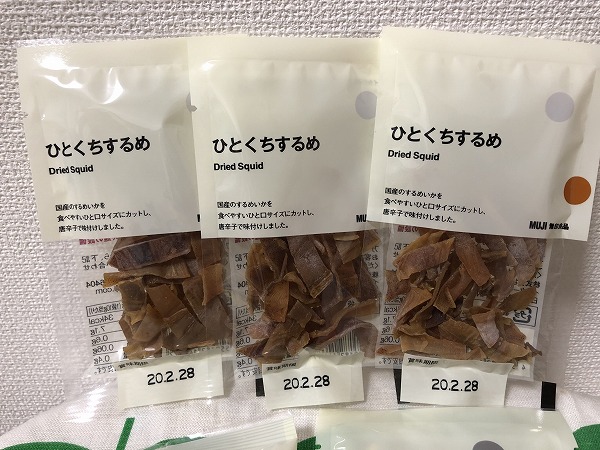 ひとくちするめ
Dried Squid
国産のするめいかを
食べやすいひと口サイズにカットし、
唐辛子で味付けしました。
20.2.28
ひとくちするめ
Dried Squid
国産のするめいかを
食べやすいひと口サイズにカットし、
唐辛子で味付けしました。
20.2.28
ひとくちするめ
Dried Squid
国産のするめいかを
食べやすいひと口サイズにカットし、
唐辛子で味付けしました。
MUJI 無印良品
20.2.28